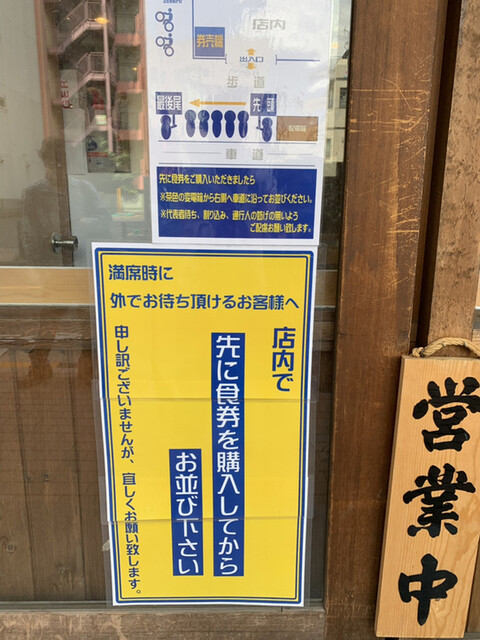 店内
券売機
出入口
歩道
最後尾
先頭
配電箱
車道
先に食券をご購入いただきましたら
※茶色の変電箱から右側へ車道に沿ってお並びください。
※代表者待ち、割り込み、通行人の妨げの無いよう
ご配慮お願い致します。
満席時に
外でお待ち頂けるお客様へ
店内で
先に食券を購入してから
お並び下さい
申し訳ございませんが、宜しくお願い致します。
営業中